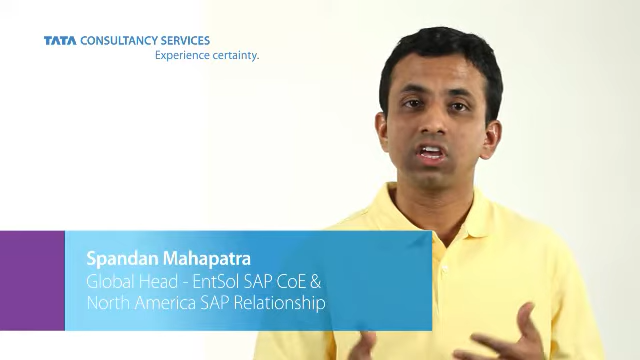 TATA CONSULTANCY SERVICES
Experience certainty.
Spandan Mahapatra
Global Head - EntSol SAP CoE &
North America SAP Relationship